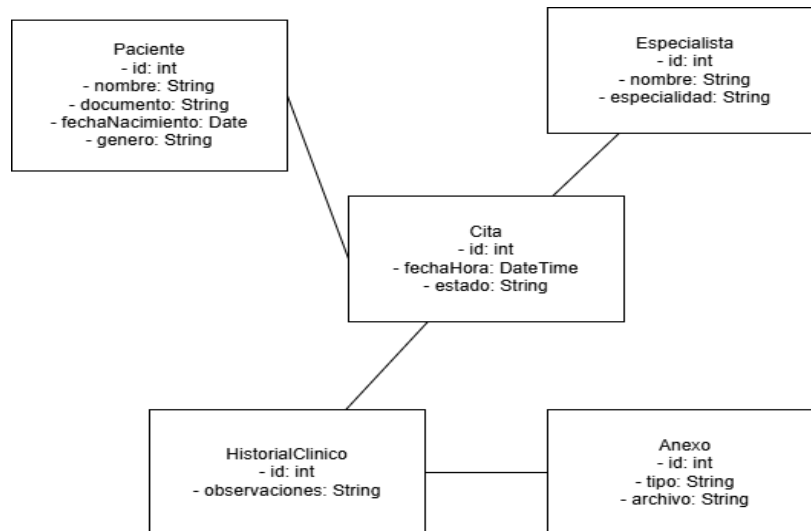 Paciente
- id: int
- nombre: String
- documento: String
- fechaNacimiento: Date
- genero: String
Especialista
- id: int
- nombre: String
- especialidad: String
Cita
- id: int
- fechaHora: DateTime
- estado: String
HistorialClinico
- id: int
- observaciones: String
Anexo
- id: int
- tipo: String
- archivo: String